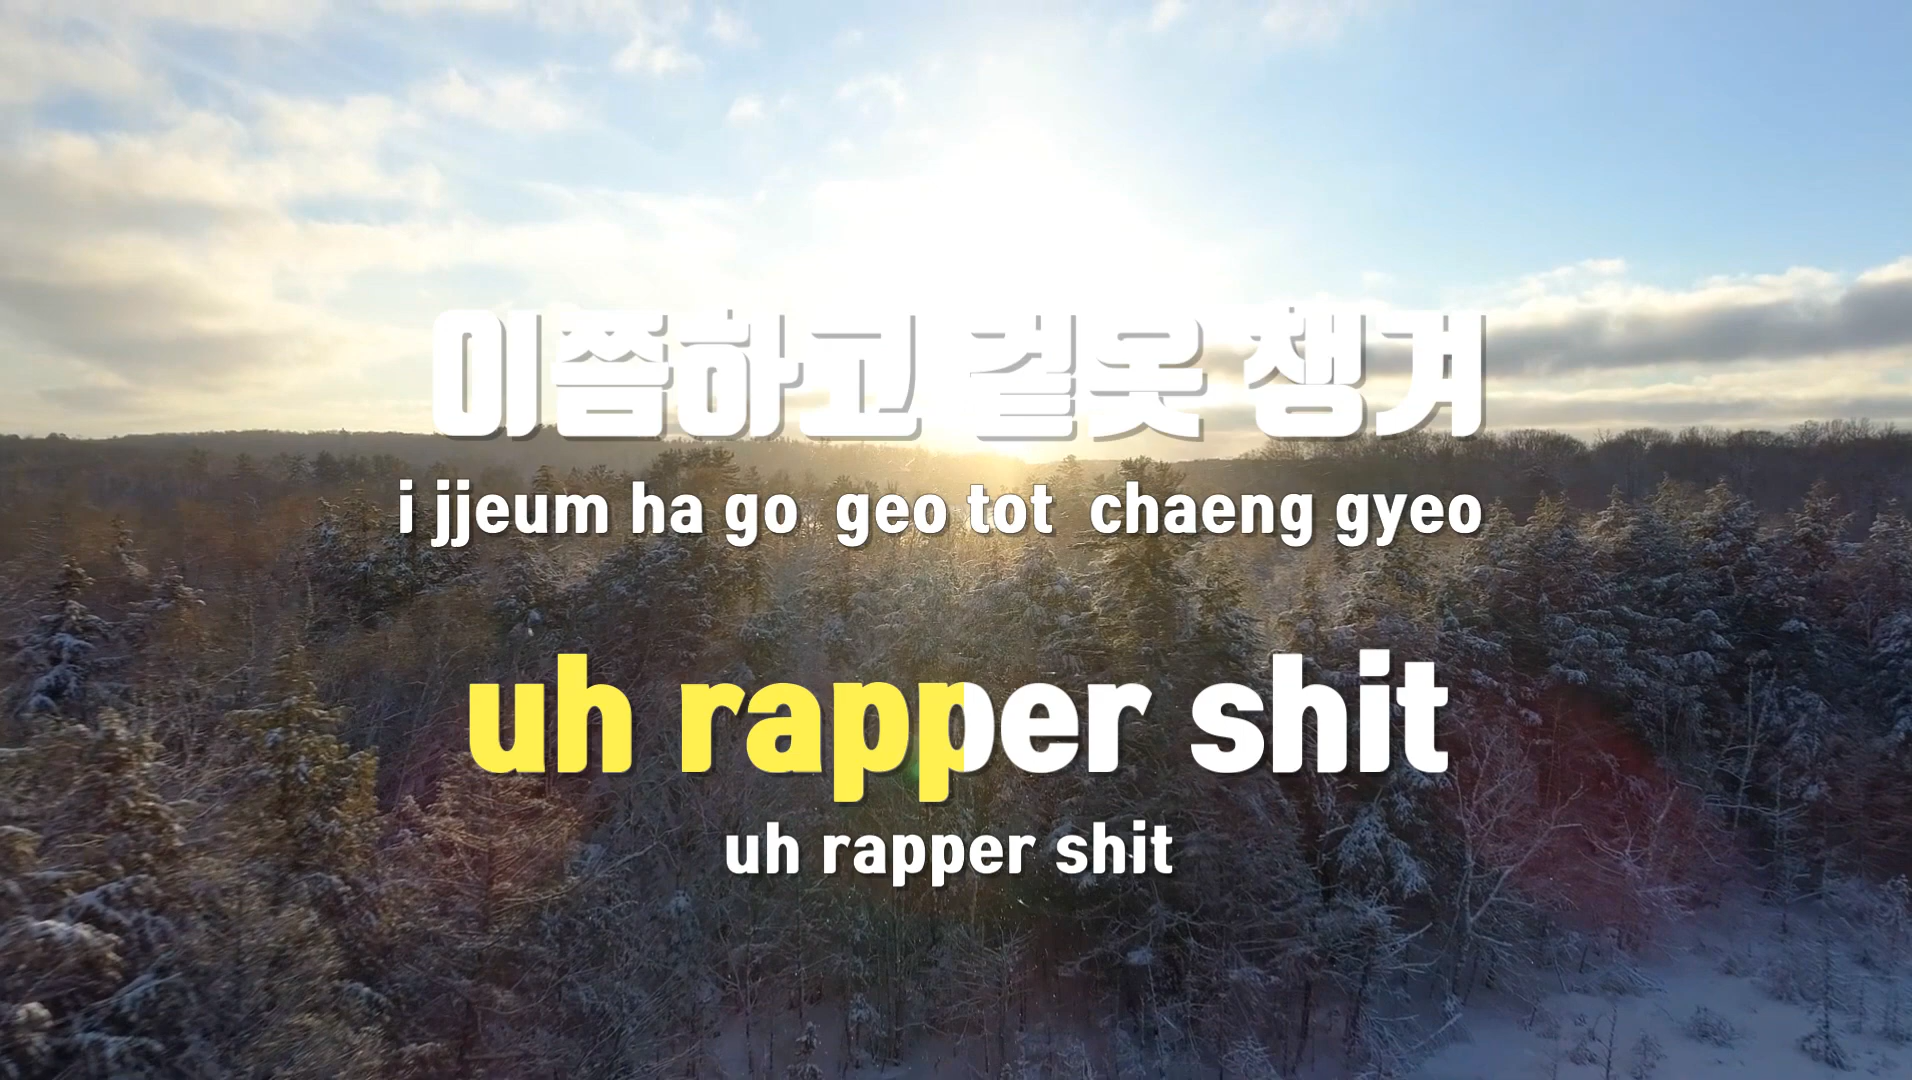 이쯤하고 겉옷 챙겨
i jjeum ha go geo tot chaeng gyeo
uh rapper shit
uh rapper shit